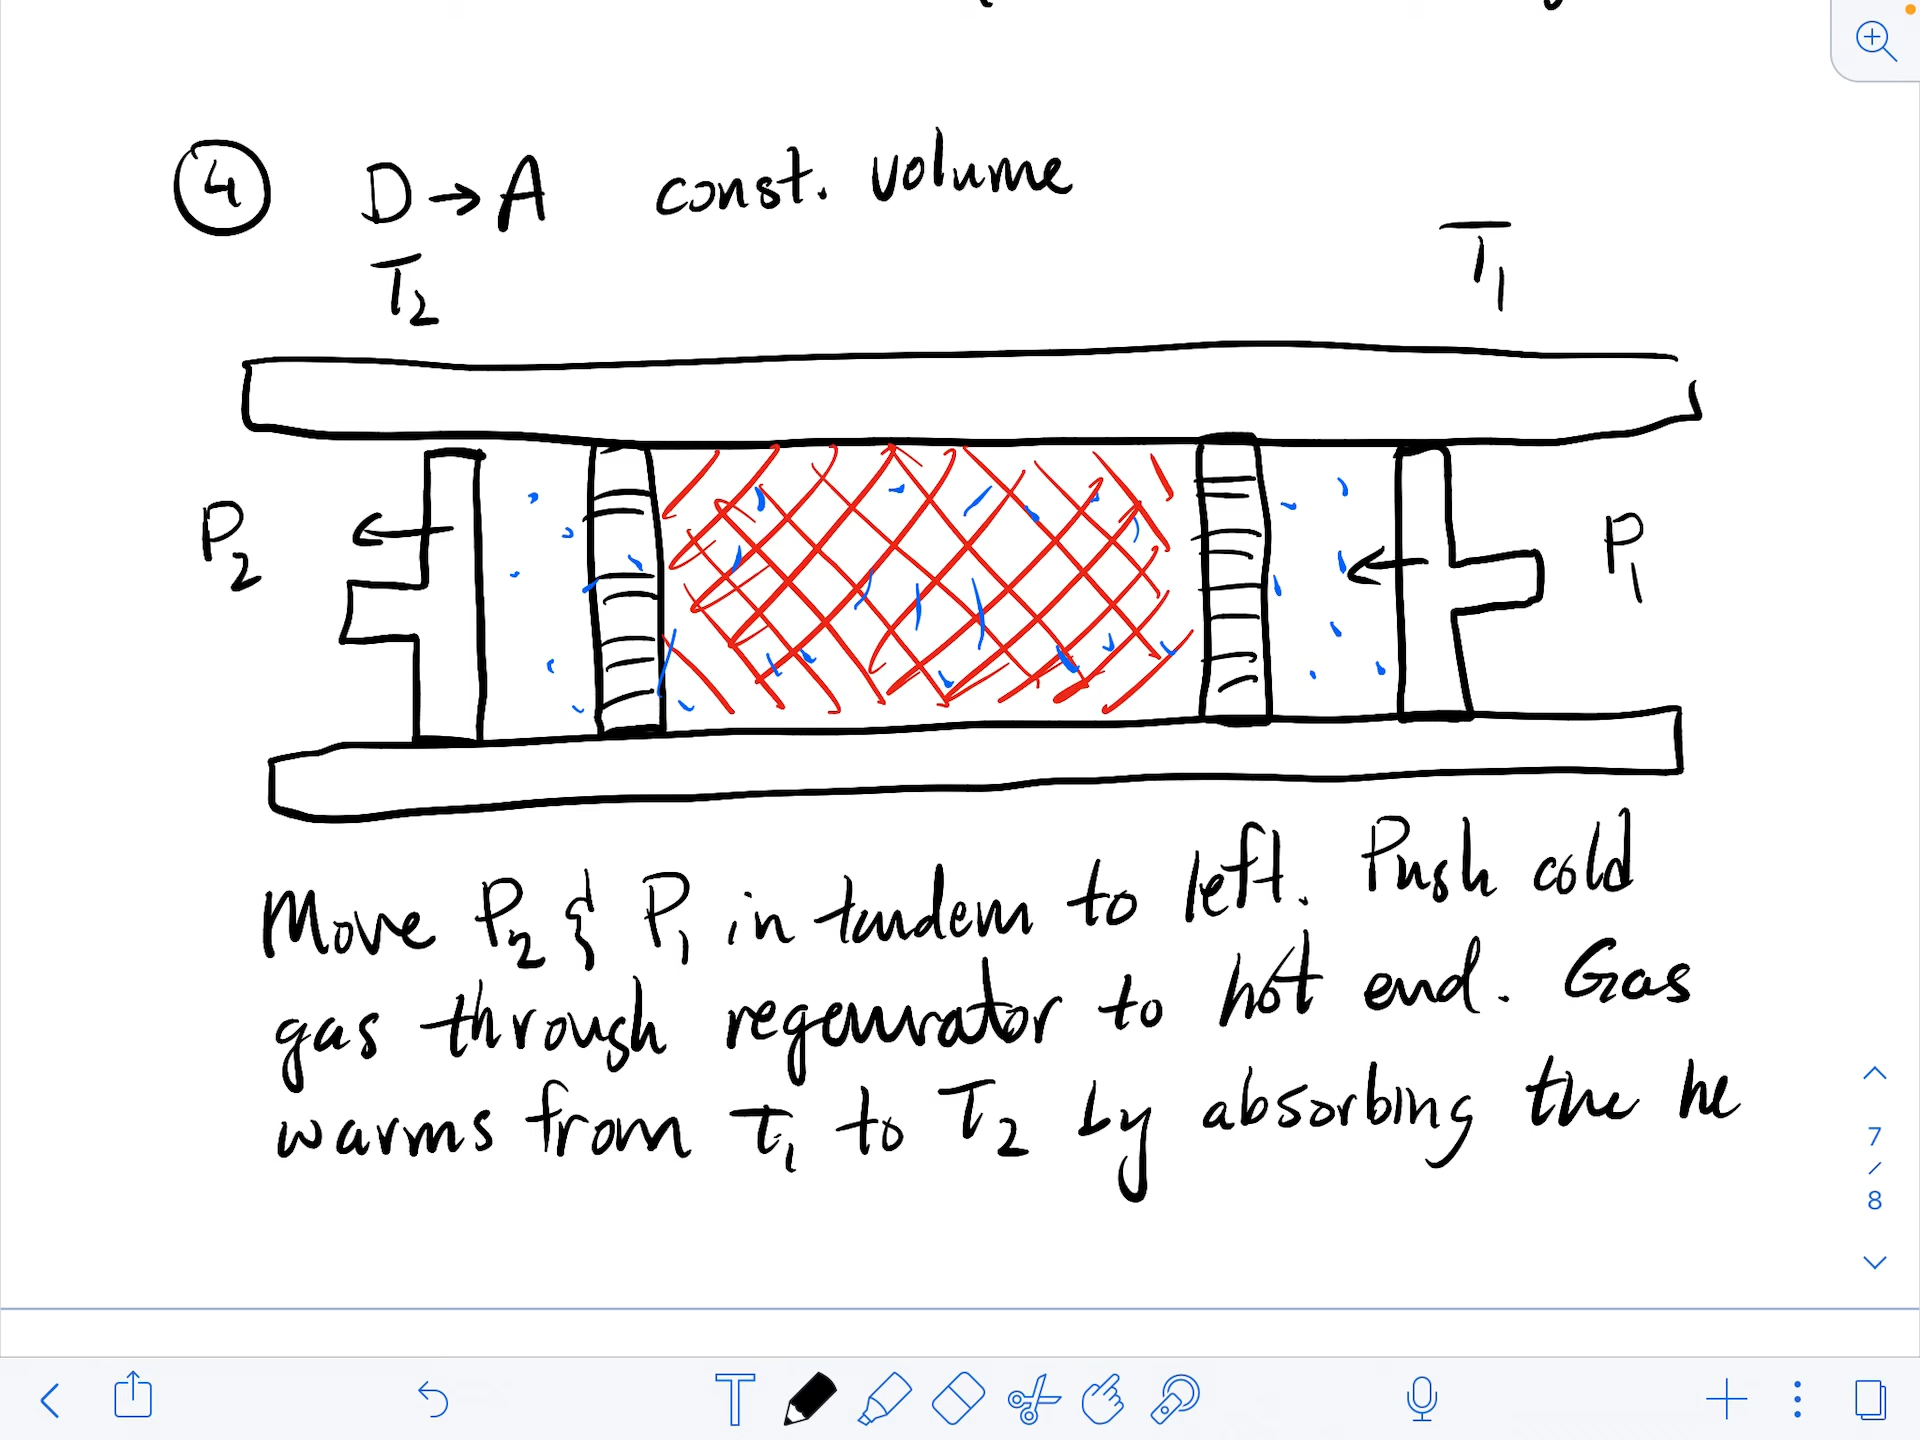 ④ D → A const. volume
T₂ T₁
P₂ P₁
Move P₂ & P₁ in tandem to left. Push cold
gas through regenerator to hot end. Gas
warms from T₁ to T₂ by absorbing the he
7
/
8
T